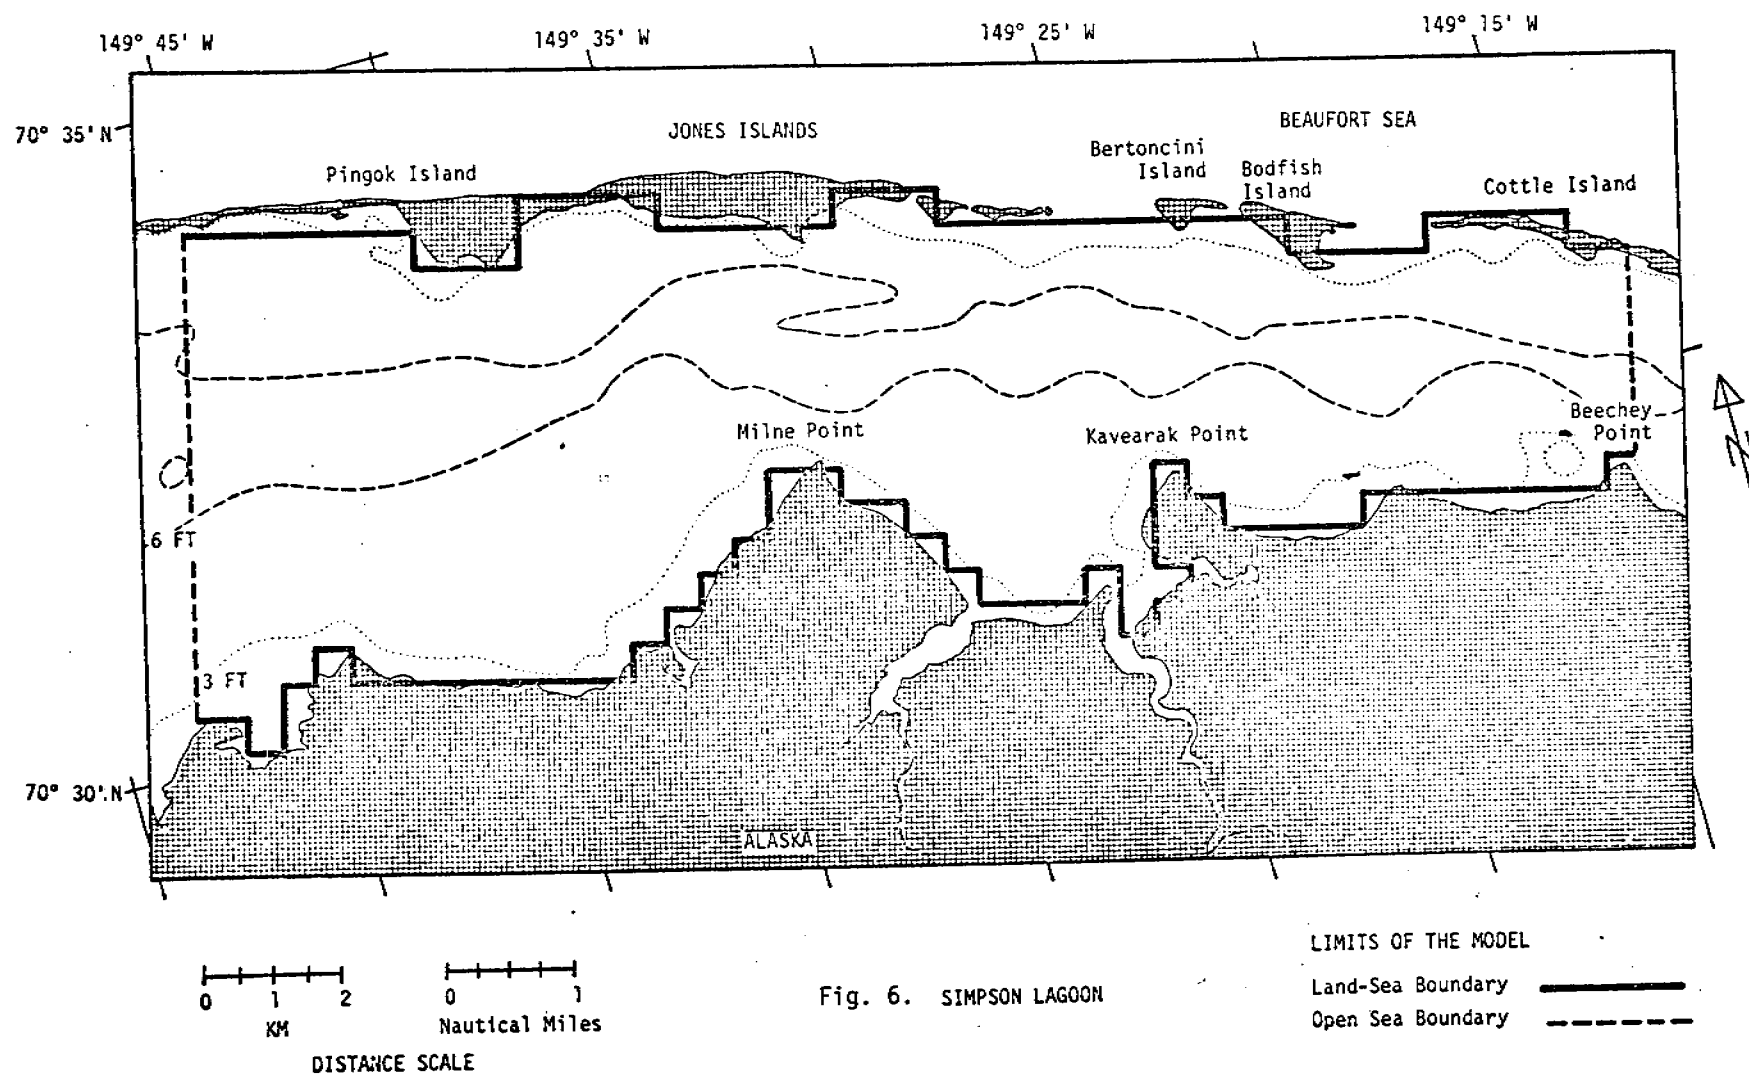 149° 45' W
149° 35' W
149° 25' W
149° 15' W
70° 35' N
JONES ISLANDS
BEAUFORT SEA
Pingok Island
Bertoncini
Island
Bodfish
Island
Cottle Island
Milne Point
Kavearak Point
Beechey
Point
N
6 FT
3 FT
70° 30' N
ALASKA
0 1 2
KM
0 1
Nautical Miles
DISTANCE SCALE
Fig. 6. SIMPSON LAGOON
LIMITS OF THE MODEL
Land-Sea Boundary
Open Sea Boundary